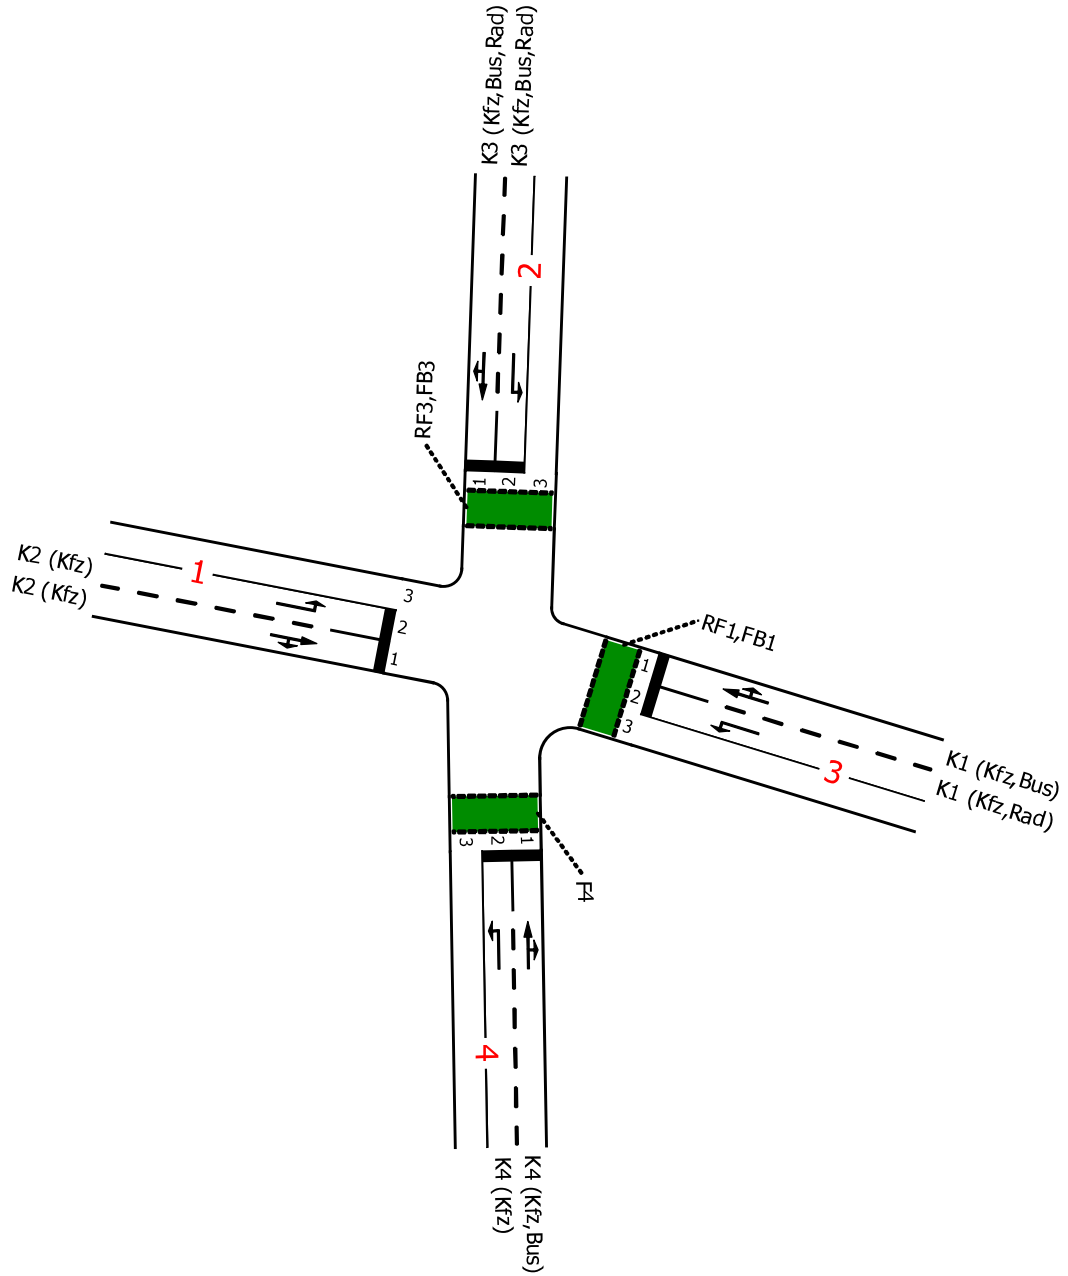 K3 (Kfz,Bus,Rad)
K3 (Kfz,Bus,Rad)
2
RF3,FB3
1
2
3
K2 (Kfz)
K2 (Kfz)
1
3
2
1
RF1,FB1
1
2
3
K1 (Kfz,Bus)
K1 (Kfz,Rad)
3
3
2
1
F4
4
K4 (Kfz)
K4 (Kfz,Bus)